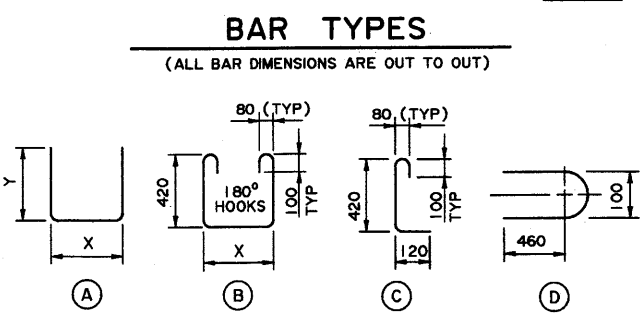 BAR TYPES
(ALL BAR DIMENSIONS ARE OUT TO OUT)
80 (TYP)
80 (TYP)
Y
X
420
180° HOOKS
100 TYP
X
420
100 TYP
120
460
100
A
B
C
D